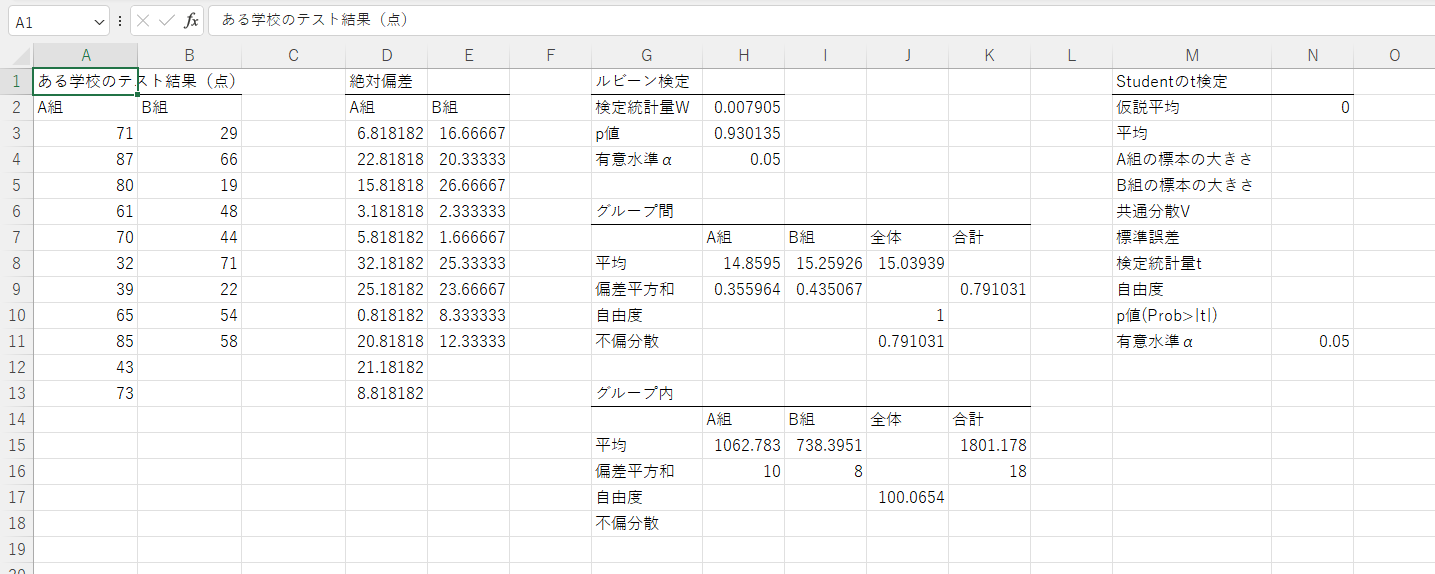 A1 fx ある学校のテスト結果（点）
A B C D E F G H I J K L M N O
1 ある学校のテスト結果（点） 絶対偏差 ルビーン検定 Studentのt検定
2 A組 B組 A組 B組 検定統計量W 0.007905 仮説平均 0
3 71 29 6.818182 16.66667 p値 0.930135 平均
4 87 66 22.81818 20.33333 有意水準α 0.05 A組の標本の大きさ
5 80 19 15.81818 26.66667 B組の標本の大きさ
6 61 48 3.181818 2.333333 グループ間 共通分散V
7 70 44 5.818182 1.666667 A組 B組 全体 合計 標準誤差
8 32 71 32.18182 25.33333 平均 14.8595 15.25926 15.03939 検定統計量t
9 39 22 25.18182 23.66667 偏差平方和 0.355964 0.435067 0.791031 自由度
10 65 54 0.818182 8.333333 自由度 1 p値(Prob>|t|)
11 85 58 20.81818 12.33333 不偏分散 0.791031 有意水準α 0.05
12 43 21.18182
13 73 8.818182 グループ内
14 A組 B組 全体 合計
15 平均 1062.783 738.3951 1801.178
16 偏差平方和 10 8 18
17 自由度 100.0654
18 不偏分散
19